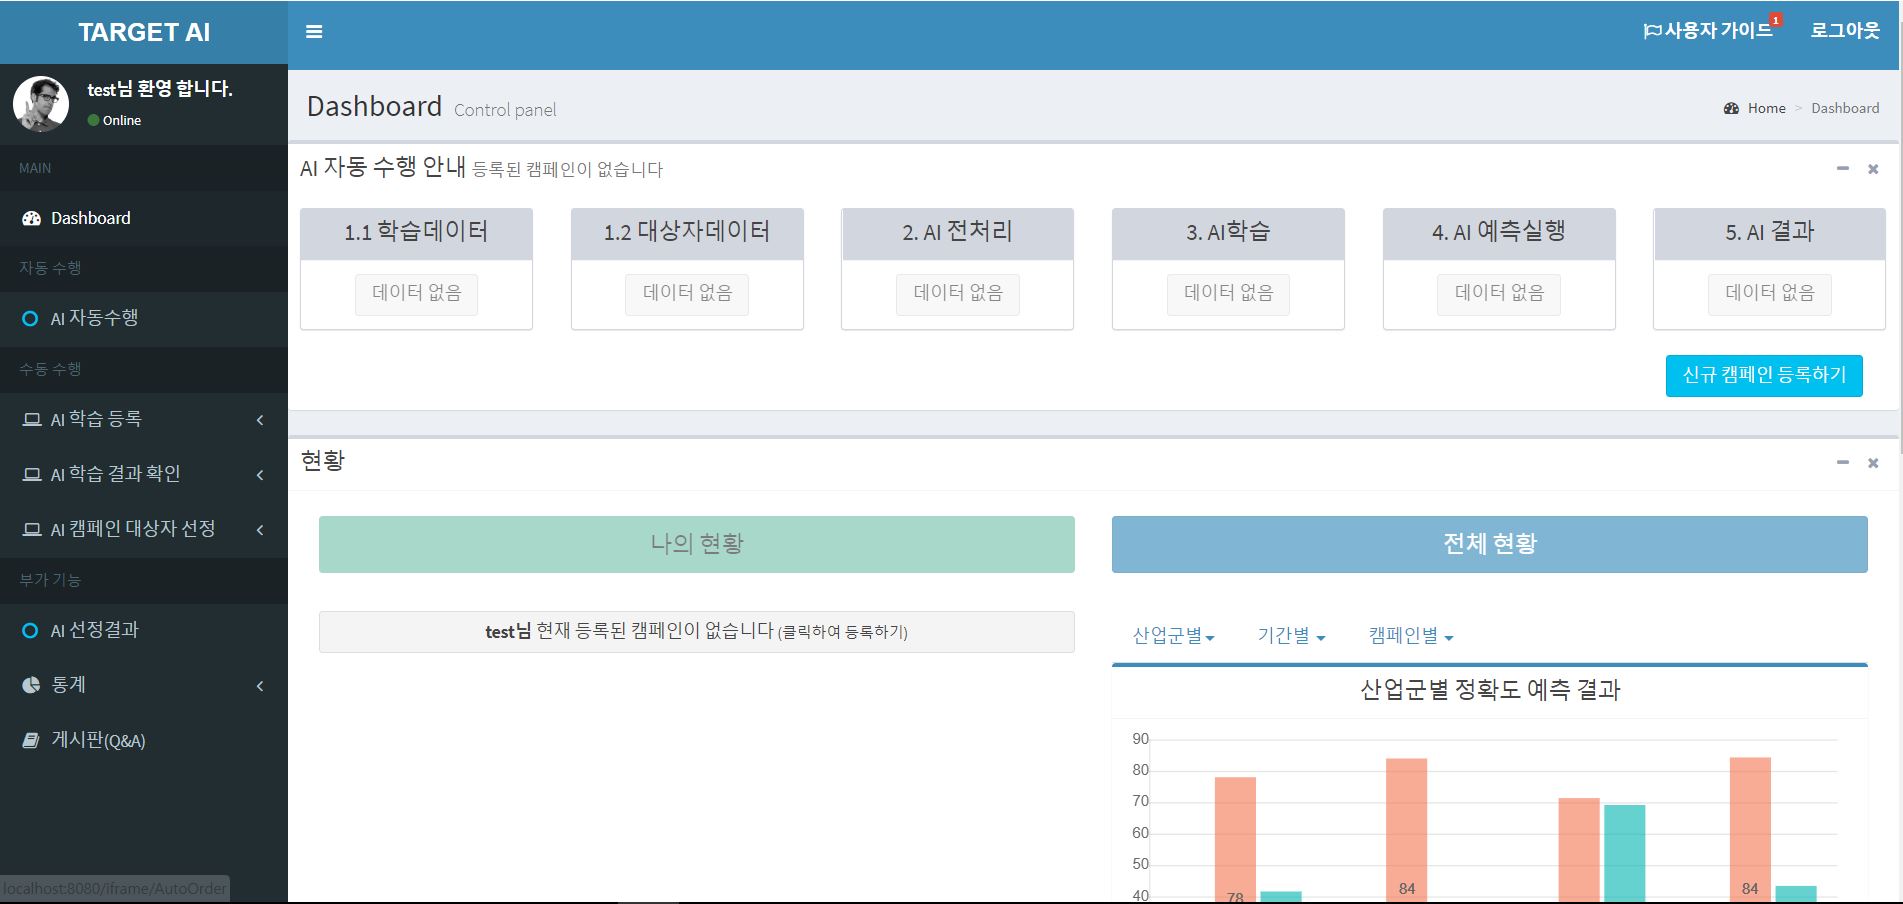 TARGET AI
사용자 가이드
1
로그아웃
test님 환영 합니다.
Online
MAIN
Dashboard
자동 수행
AI 자동수행
수동 수행
AI 학습 등록
AI 학습 결과 확인
AI 캠페인 대상자 선정
부가 기능
AI 선정결과
통계
게시판(Q&A)
localhost:8080/iframe/AutoOrder
Dashboard Control panel
Home > Dashboard
AI 자동 수행 안내 등록된 캠페인이 없습니다
1.1 학습데이터
데이터 없음
1.2 대상자데이터
데이터 없음
2. AI 전처리
데이터 없음
3. AI학습
데이터 없음
4. AI 예측실행
데이터 없음
5. AI 결과
데이터 없음
신규 캠페인 등록하기
현황
나의 현황
test님 현재 등록된 캠페인이 없습니다 (클릭하여 등록하기)
전체 현황
산업군별 기간별 캠페인별
산업군별 정확도 예측 결과
90
80
70
60
50
40
78
84
84